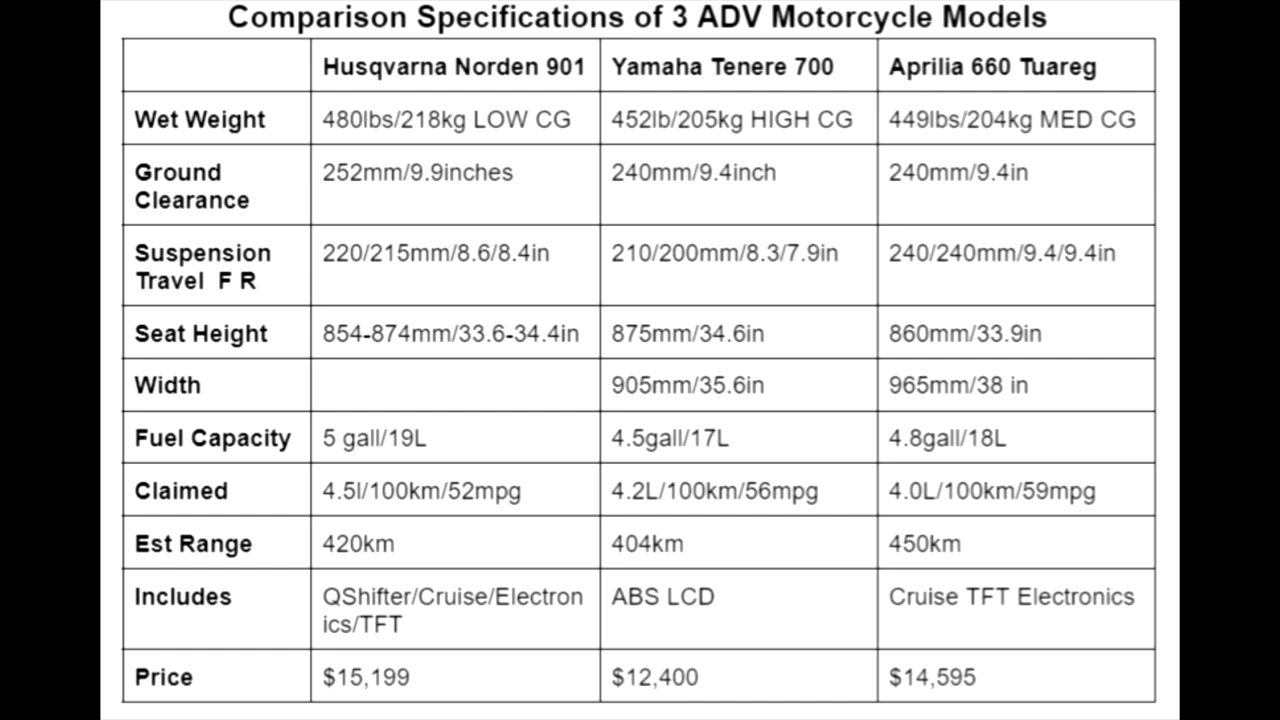 Comparison Specifications of 3 ADV Motorcycle Models
Husqvarna Norden 901 Yamaha Tenere 700 Aprilia 660 Tuareg
Wet Weight 480lbs/218kg LOW CG 452lb/205kg HIGH CG 449lbs/204kg MED CG
Ground 252mm/9.9inches 240mm/9.4inch 240mm/9.4in
Clearance
Suspension 220/215mm/8.6/8.4in 210/200mm/8.3/7.9in 240/240mm/9.4/9.4in
Travel F R
Seat Height 854-874mm/33.6-34.4in 875mm/34.6in 860mm/33.9in
Width 905mm/35.6in 965mm/38 in
Fuel Capacity 5 gall/19L 4.5gall/17L 4.8gall/18L
Claimed 4.5l/100km/52mpg 4.2L/100km/56mpg 4.0L/100km/59mpg
Est Range 420km 404km 450km
Includes QShifter/Cruise/Electron ABS LCD Cruise TFT Electronics
ics/TFT
Price $15,199 $12,400 $14,595